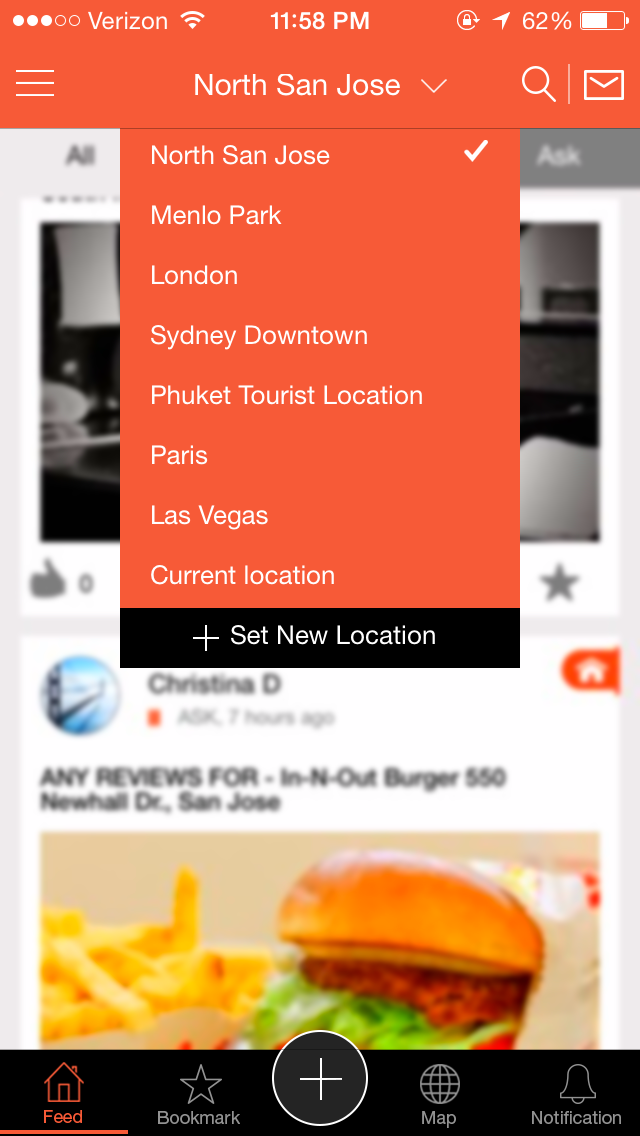 Verizon 11:58 PM 62%
North San Jose
All Ask
North San Jose
Menlo Park
London
Sydney Downtown
Phuket Tourist Location
Paris
Las Vegas
Current location
0
Set New Location
Christina D
ASK, 7 hours ago
ANY REVIEWS FOR - In-N-Out Burger 550
Newhall Dr., San Jose
Feed Bookmark Map Notification